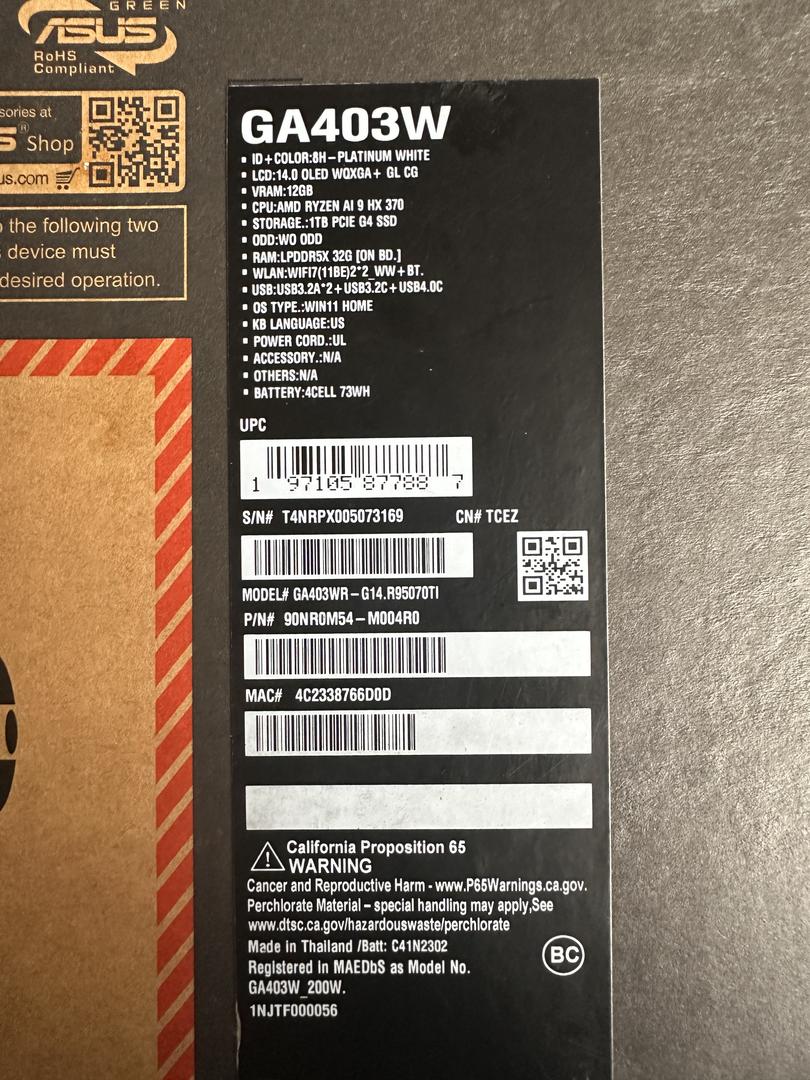 GREEN
ASUS
RoHS
Compliant
sories at
S® Shop
us.com
o the following two
s device must
desired operation.
GA403W
▪ ID+COLOR:8H-PLATINUM WHITE
▪ LCD:14.0 OLED WQXGA+ GL CG
▪ VRAM:12GB
▪ CPU:AMD RYZEN AI 9 HX 370
▪ STORAGE.:1TB PCIE G4 SSD
▪ ODD:WO ODD
▪ RAM:LPDDR5X 32G [ON BD.]
▪ WLAN:WIFI7(11BE)2*2_WW+BT.
▪ USB:USB3.2A*2+USB3.2C+USB4.0C
▪ OS TYPE.:WIN11 HOME
▪ KB LANGUAGE:US
▪ POWER CORD.:UL
▪ ACCESSORY.:N/A
▪ OTHERS:N/A
▪ BATTERY:4CELL 73WH
UPC
1 97105 87788 7
S/N# T4NRPX005073169 CN# TCEZ
MODEL# GA403WR-G14.R95070TI
P/N# 90NR0M54-M004R0
MAC# 4C2338766D0D
California Proposition 65
WARNING
Cancer and Reproductive Harm - www.P65Warnings.ca.gov.
Perchlorate Material – special handling may apply,See
www.dtsc.ca.gov/hazardouswaste/perchlorate
Made in Thailand /Batt: C41N2302
BC
Registered in MAEDbS as Model No.
GA403W_200W.
1NJTF000056